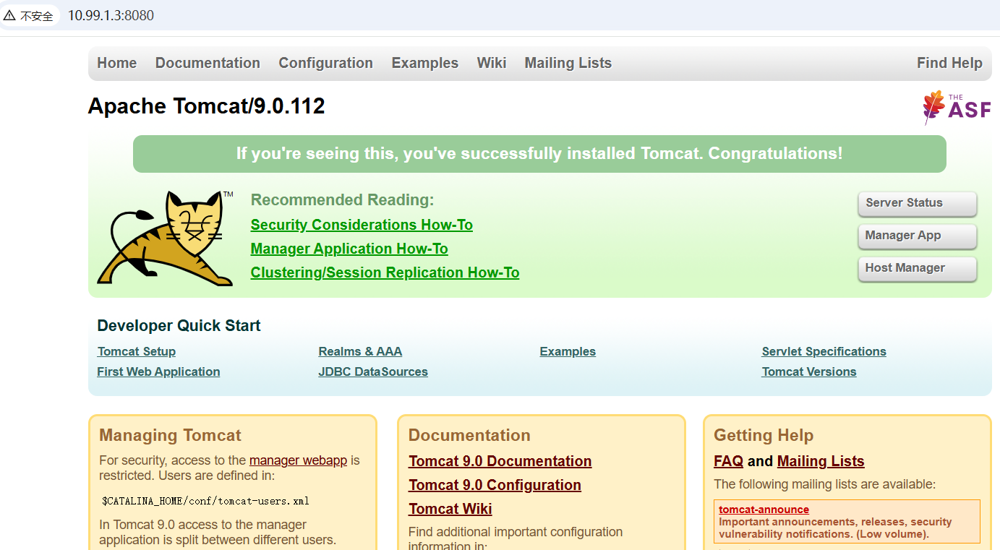 不安全 10.99.1.3:8080
Home Documentation Configuration Examples Wiki Mailing Lists Find Help
Apache Tomcat/9.0.112
THE
ASF
If you're seeing this, you've successfully installed Tomcat. Congratulations!
TM
Recommended Reading:
Security Considerations How-To
Manager Application How-To
Clustering/Session Replication How-To
Server Status
Manager App
Host Manager
Developer Quick Start
Tomcat Setup
First Web Application
Realms & AAA
JDBC DataSources
Examples
Servlet Specifications
Tomcat Versions
Managing Tomcat
For security, access to the manager webapp is
restricted. Users are defined in:
$CATALINA_HOME/conf/tomcat-users.xml
In Tomcat 9.0 access to the manager
application is split between different users.
Documentation
Tomcat 9.0 Documentation
Tomcat 9.0 Configuration
Tomcat Wiki
Find additional important configuration
information in:
Getting Help
FAQ and Mailing Lists
The following mailing lists are available:
tomcat-announce
Important announcements, releases, security
vulnerability notifications. (Low volume).